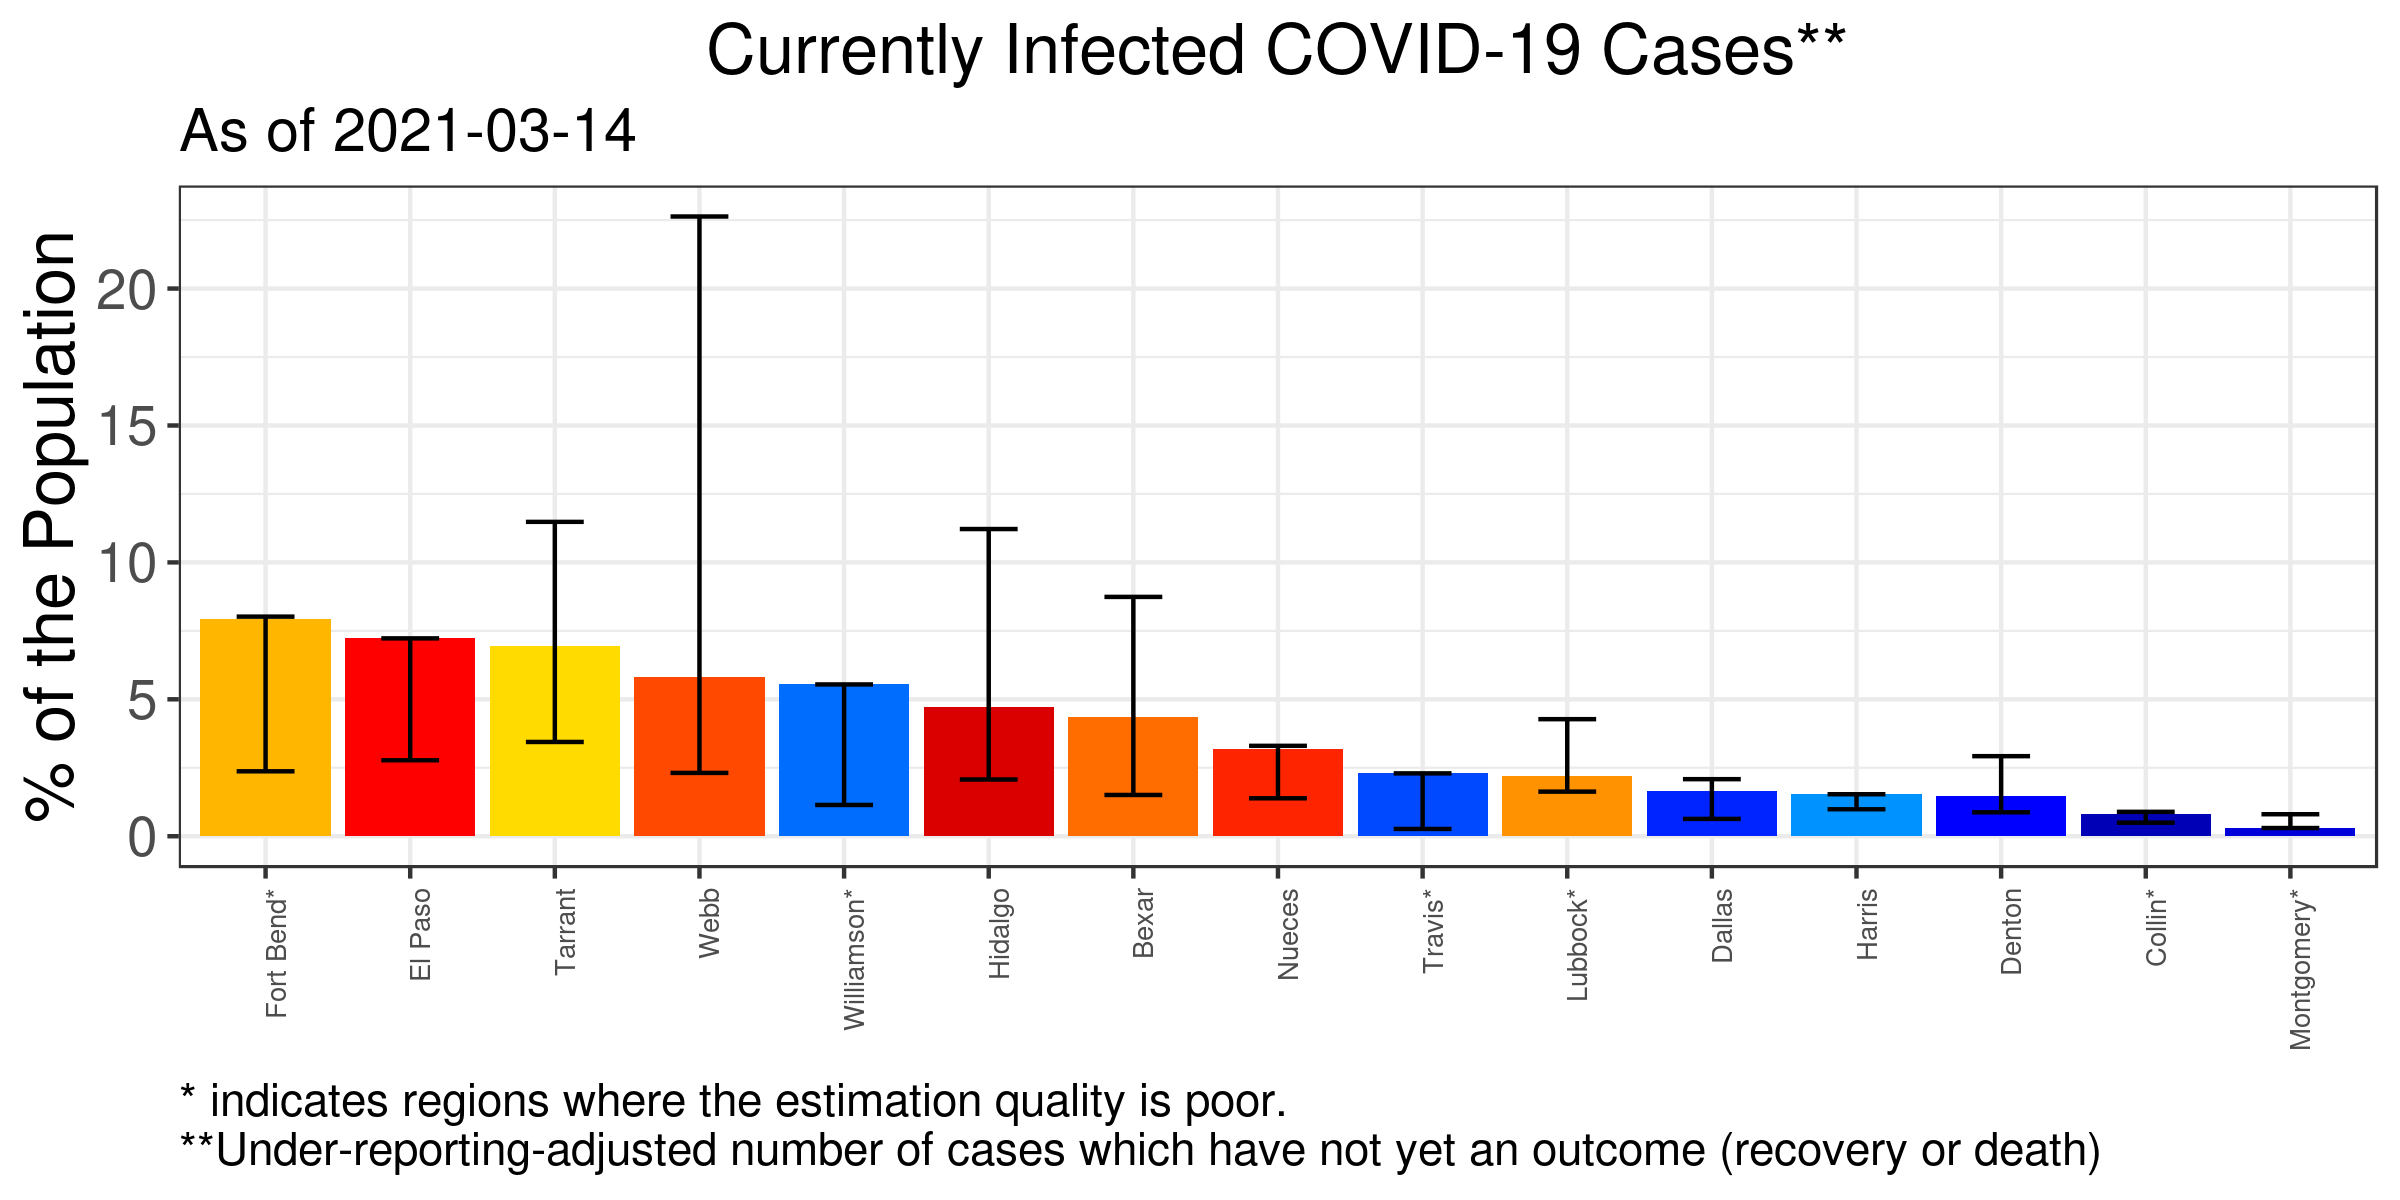 Currently Infected COVID-19 Cases**
As of 2021-03-14
% of the Population
20
15
10
5
0
Fort Bend*
El Paso
Tarrant
Webb
Williamson*
Hidalgo
Bexar
Nueces
Travis*
Lubbock*
Dallas
Harris
Denton
Collin*
Montgomery*
* indicates regions where the estimation quality is poor.
**Under-reporting-adjusted number of cases which have not yet an outcome (recovery or death)